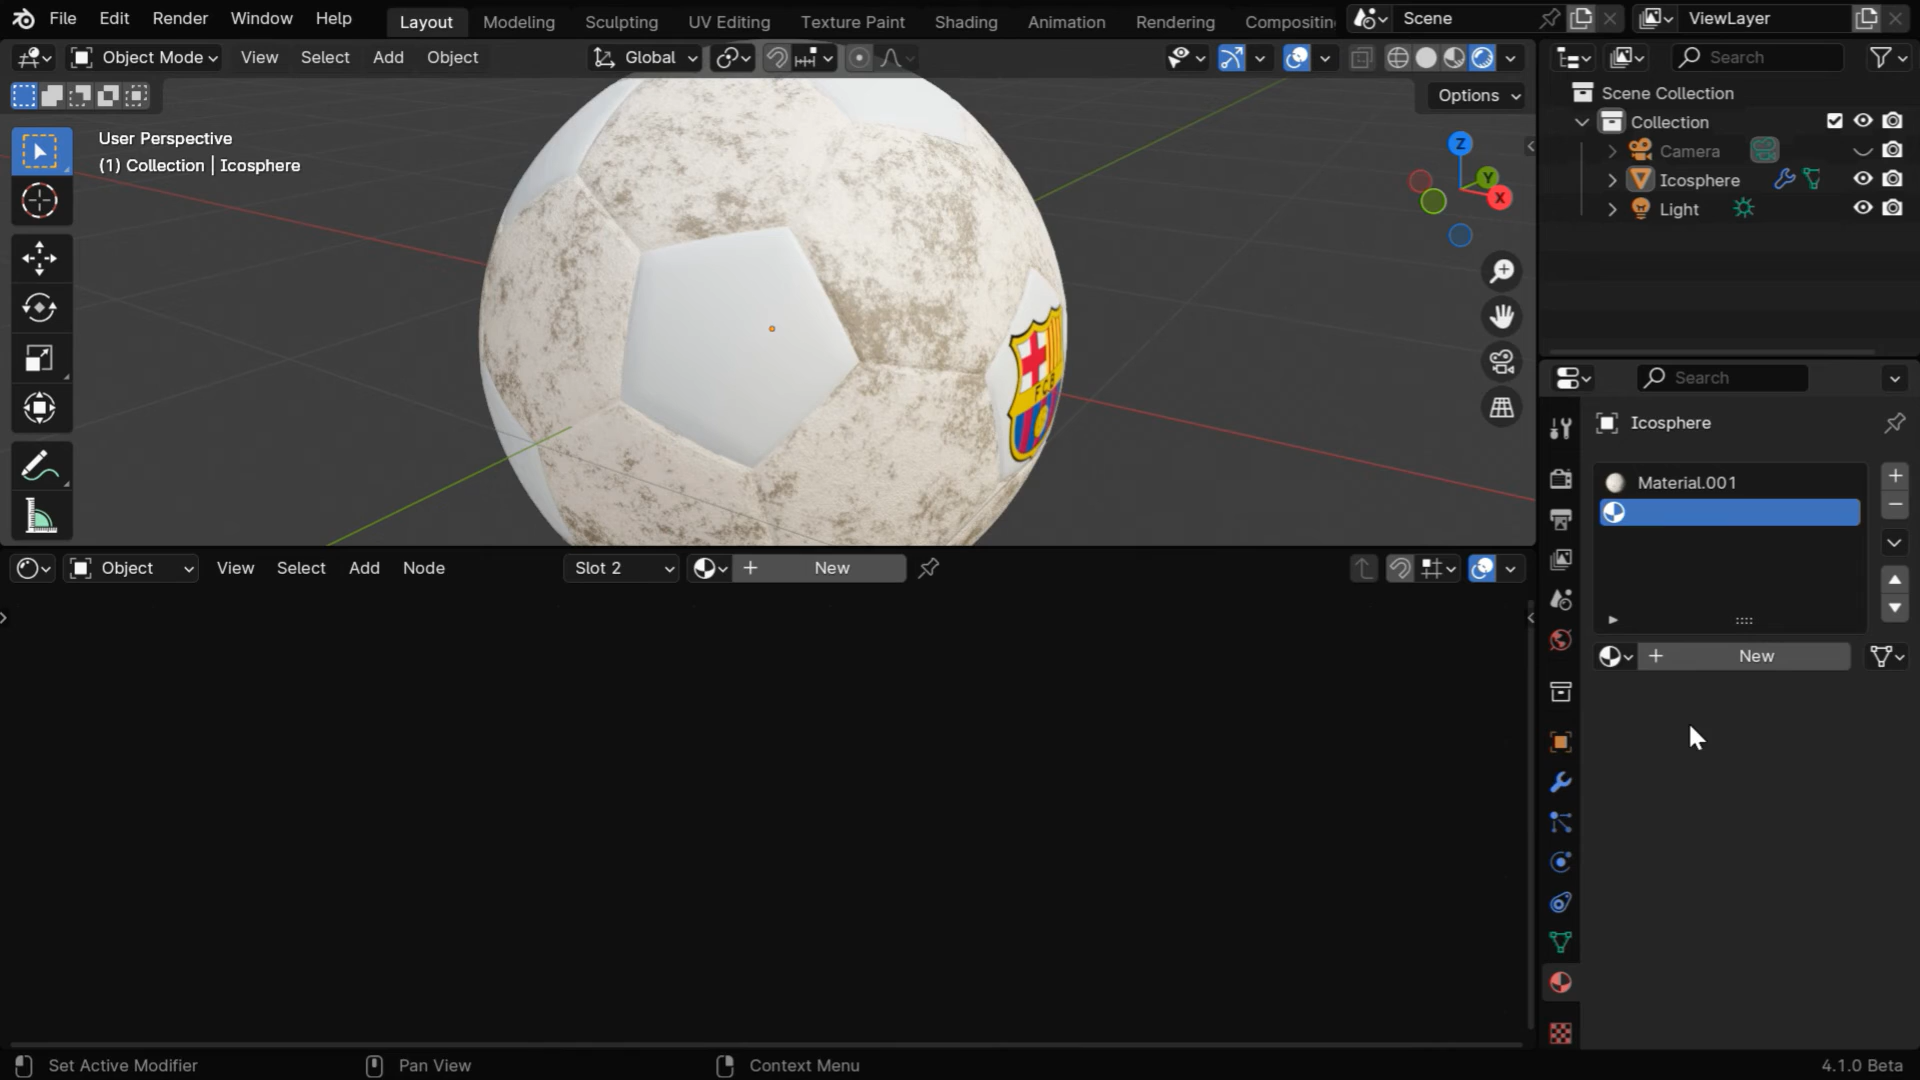 File Edit Render Window Help Layout Modeling Sculpting UV Editing Texture Paint Shading Animation Rendering Compositin Scene ViewLayer
Object Mode View Select Add Object Global Search
Options
User Perspective
(1) Collection | Icosphere
Z
Y
X
FCB
Scene Collection
Collection
Camera
Icosphere
Light
Search
Icosphere
Material.001
New
Object View Select Add Node Slot 2 New
Set Active Modifier Pan View Context Menu 4.1.0 Beta